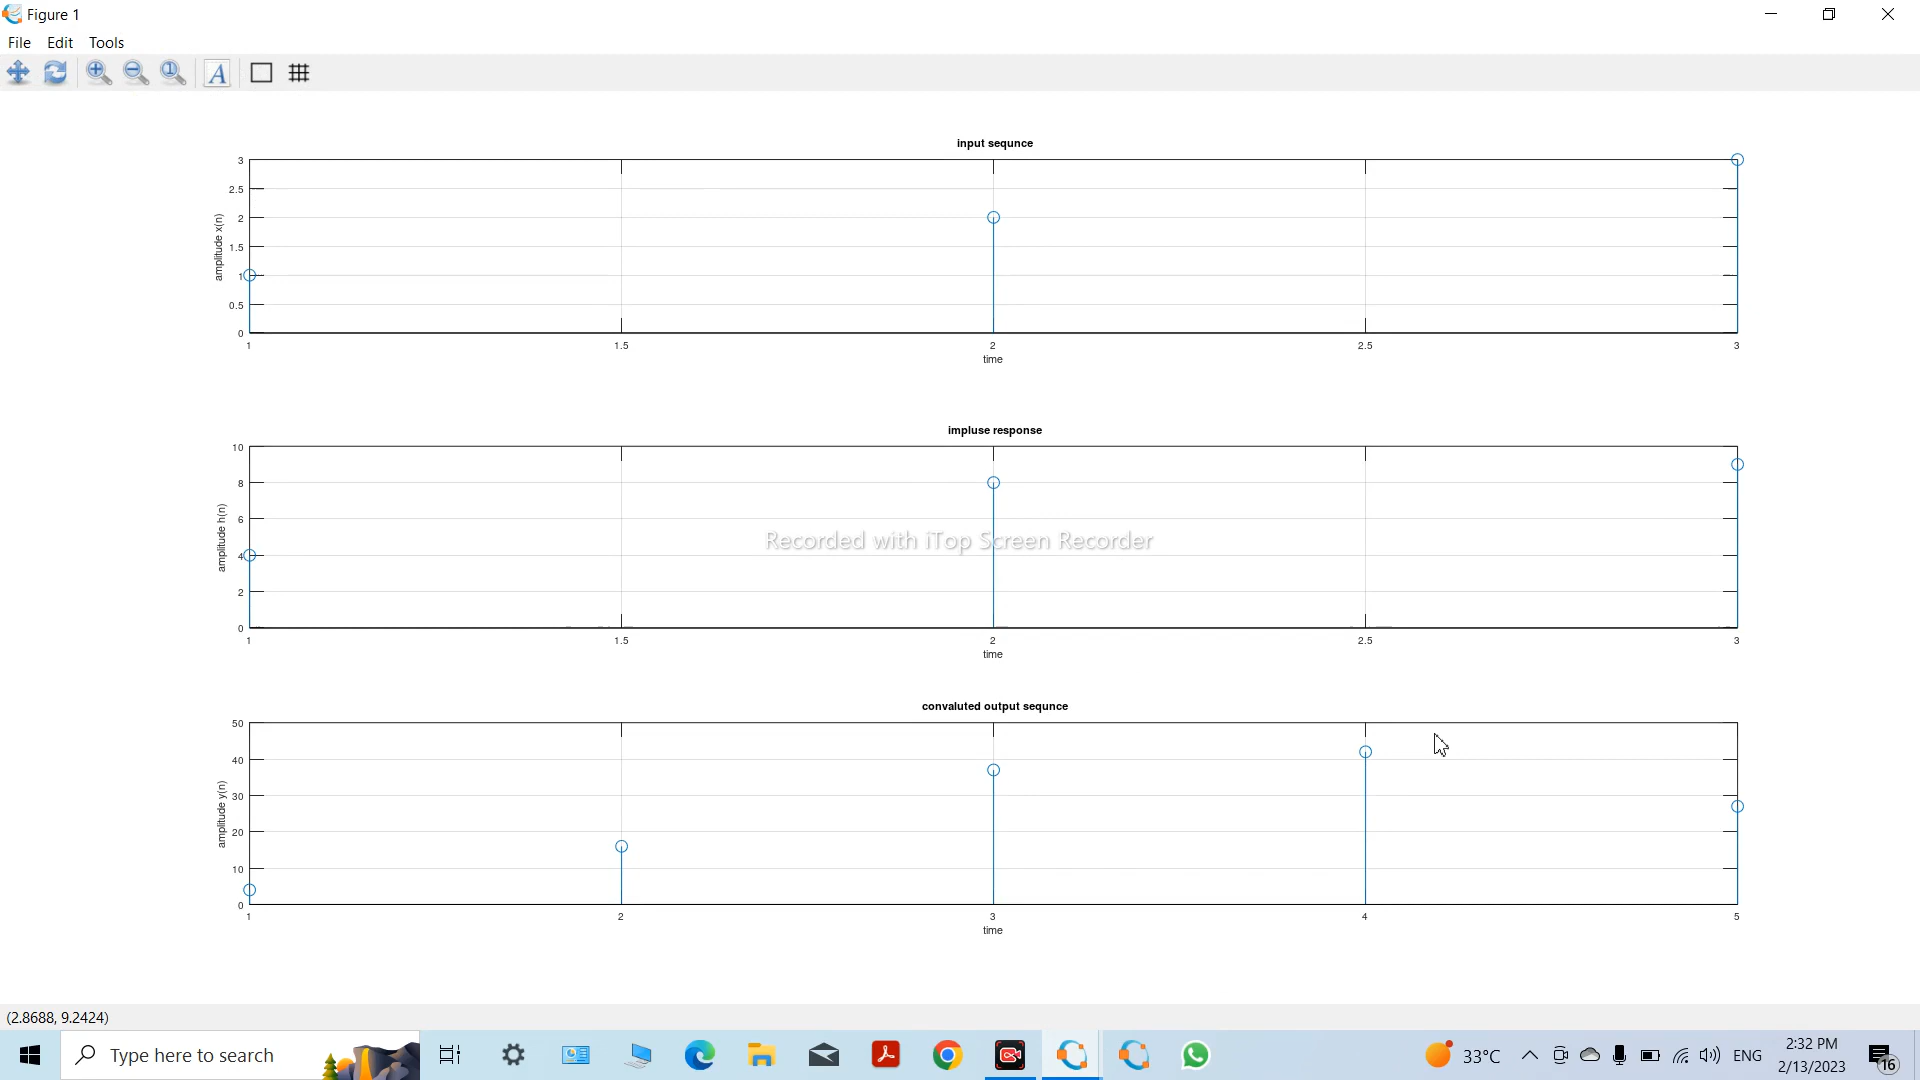 Figure 1
File Edit Tools
input sequnce
3
2.5
2
1.5
1
0.5
0
amplitude x(n)
1 1.5 2 2.5 3
time
impluse response
10
8
6
4
2
0
amplitude h(n)
Recorded with iTop Screen Recorder
1 1.5 2 2.5 3
time
convaluted output sequnce
50
40
30
20
10
0
amplitude y(n)
1 2 3 4 5
time
(2.8688, 9.2424)
Type here to search
33°C
ENG
2:32 PM
2/13/2023
16